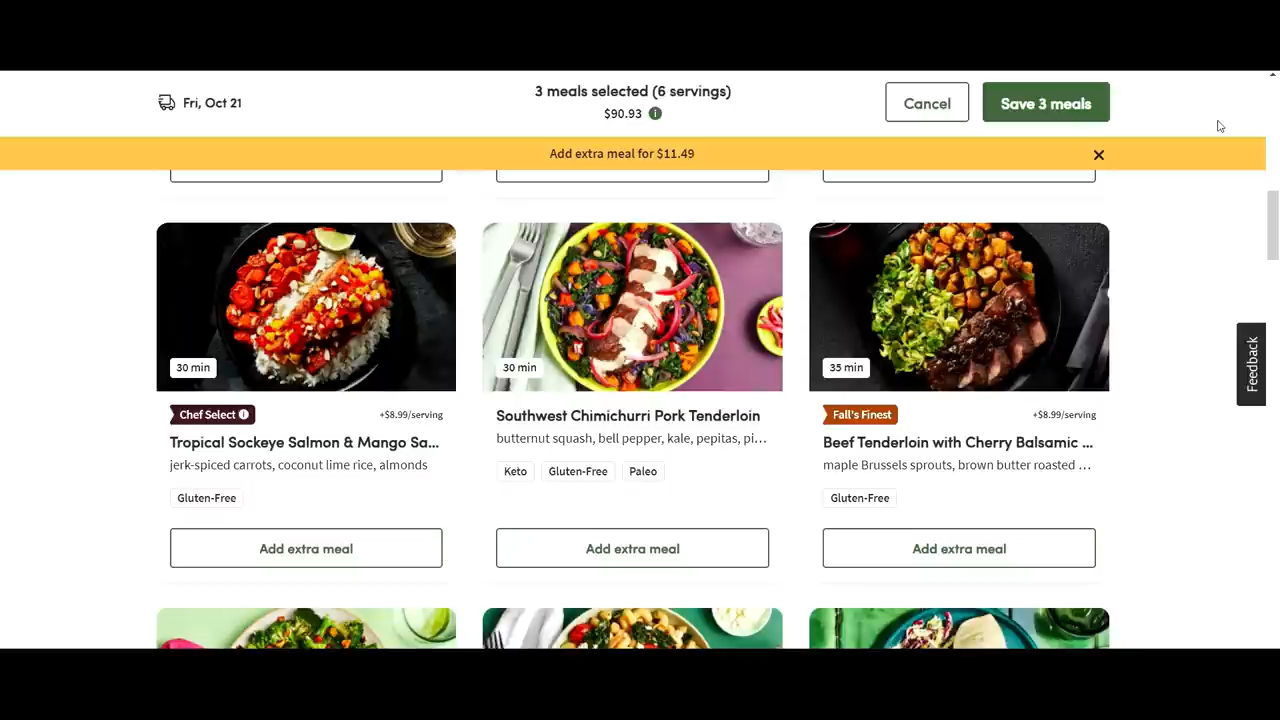 Fri, Oct 21
3 meals selected (6 servings)
$90.93
Cancel
Save 3 meals
Add extra meal for $11.49
30 min
30 min
35 min
Chef Select
+$8.99/serving
Tropical Sockeye Salmon & Mango Sa...
jerk-spiced carrots, coconut lime rice, almonds
Gluten-Free
Add extra meal
Southwest Chimichurri Pork Tenderloin
butternut squash, bell pepper, kale, pepitas, pi...
Keto
Gluten-Free
Paleo
Add extra meal
Fall's Finest
+$8.99/serving
Beef Tenderloin with Cherry Balsamic ...
maple Brussels sprouts, brown butter roasted ...
Gluten-Free
Add extra meal
Feedback